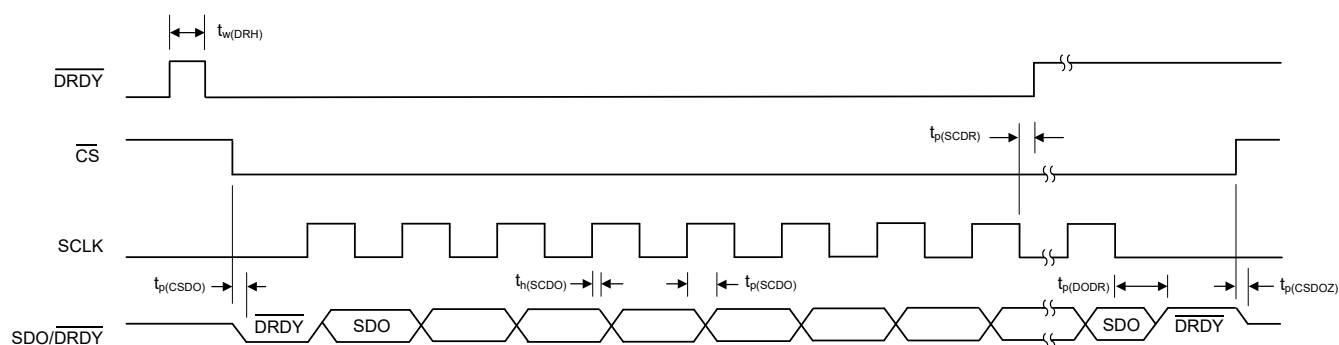 tw(DRH)
DRDY
tp(SCDR)
CS
SCLK
tp(CSDO)
th(SCDO)
tp(SCDO)
tp(DODR)
tp(CSDOZ)
SDO/DRDY
DRDY
SDO
SDO
DRDY